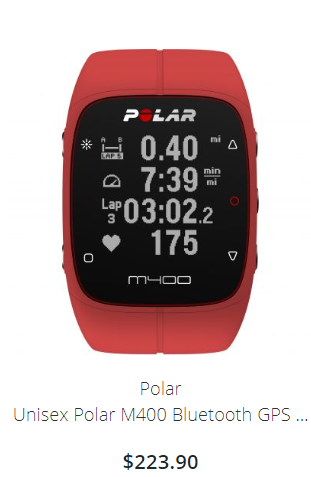 POLAR
A B
LAP S
0.40 mi
7:39 min/mi
Lap 3 03:02.2
175
M400
Polar
Unisex Polar M400 Bluetooth GPS ...
$223.90